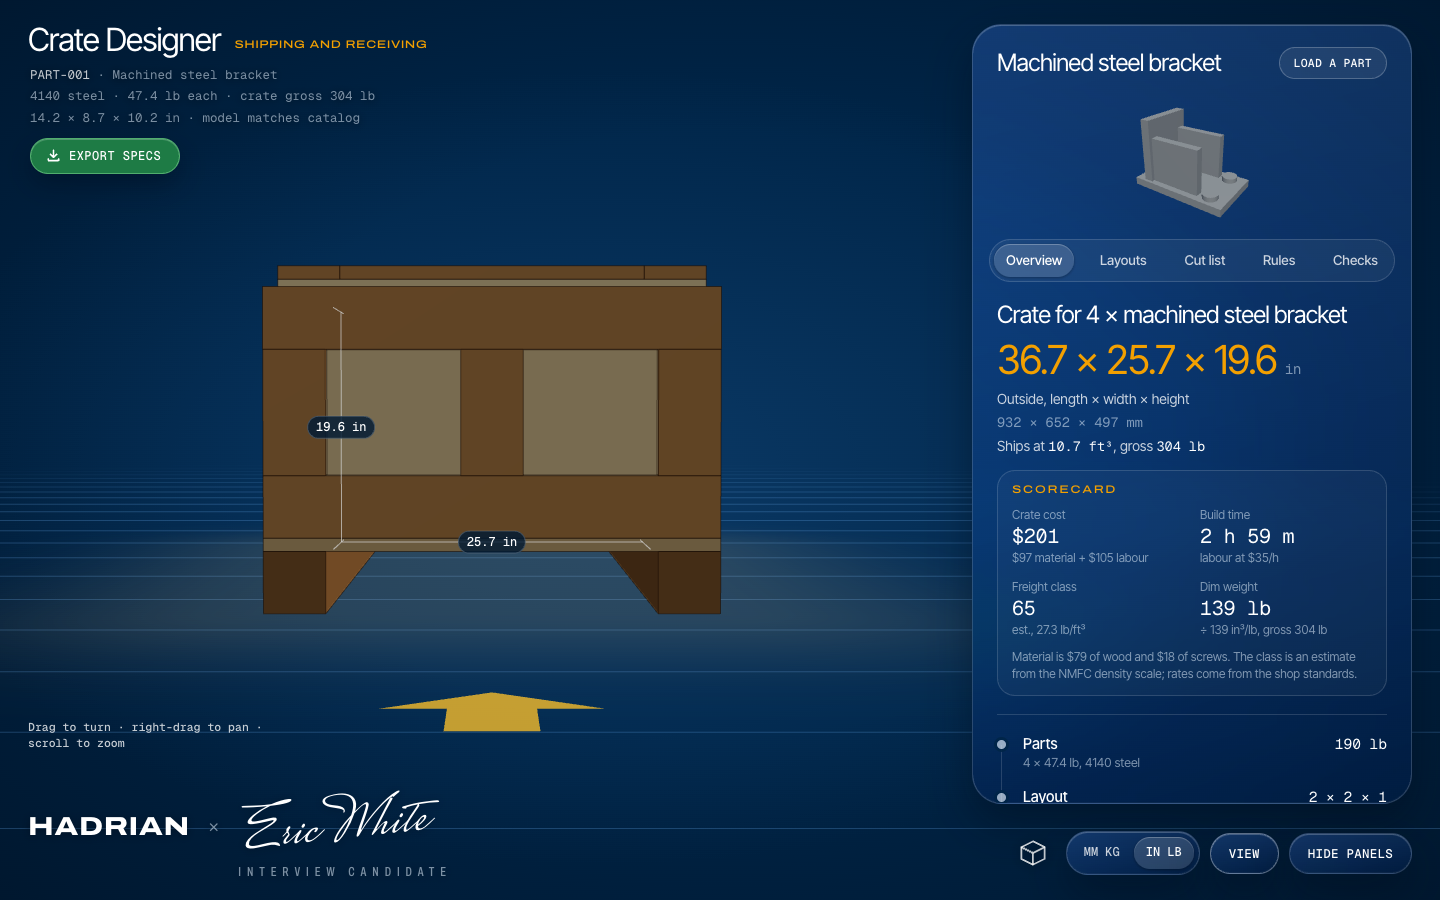 Crate Designer SHIPPING AND RECEIVING
PART-001 · Machined steel bracket
4140 steel · 47.4 lb each · crate gross 304 lb
14.2 × 8.7 × 10.2 in · model matches catalog
EXPORT SPECS
19.6 in
25.7 in
Drag to turn · right-drag to pan ·
scroll to zoom
HADRIAN × Eric White
INTERVIEW CANDIDATE
Machined steel bracket
LOAD A PART
Overview Layouts Cut list Rules Checks
Crate for 4 × machined steel bracket
36.7 × 25.7 × 19.6 in
Outside, length × width × height
932 × 652 × 497 mm
Ships at 10.7 ft³, gross 304 lb
SCORECARD
Crate cost
$201
$97 material + $105 labour
Build time
2 h 59 m
labour at $35/h
Freight class
65
est., 27.3 lb/ft³
Dim weight
139 lb
÷ 139 in³/lb, gross 304 lb
Material is $79 of wood and $18 of screws. The class is an estimate
from the NMFC density scale; rates come from the shop standards.
Parts 190 lb
4 × 47.4 lb, 4140 steel
Layout 2 × 2 × 1
MM KG IN LB VIEW HIDE PANELS